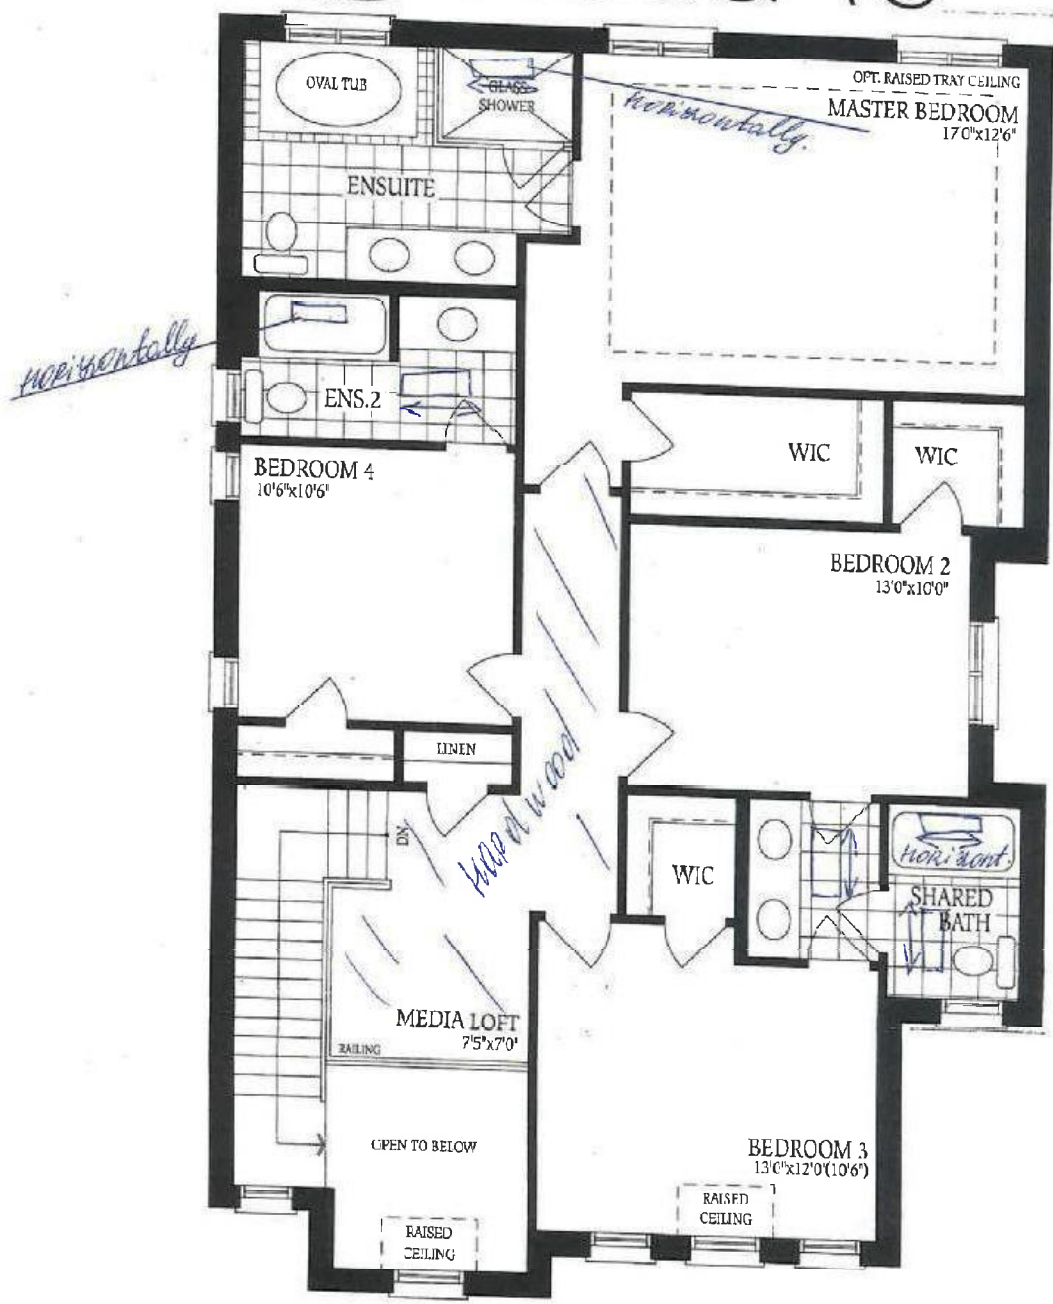 OVAL TUB
GLASS
SHOWER
horizontally.
OPT. RAISED TRAY CEILING
MASTER BEDROOM
17'0"x12'6"
ENSUITE
horizontally
ENS.2
WIC
WIC
BEDROOM 4
10'6"x10'6"
BEDROOM 2
13'0"x10'0"
LINEN
DN
Hardwood
WIC
Horizont.
SHARED
BATH
MEDIA LOFT
7'5"x7'0"
RAILING
OPEN TO BELOW
BEDROOM 3
13'0"x12'0"(10'6")
RAISED
CEILING
RAISED
CEILING